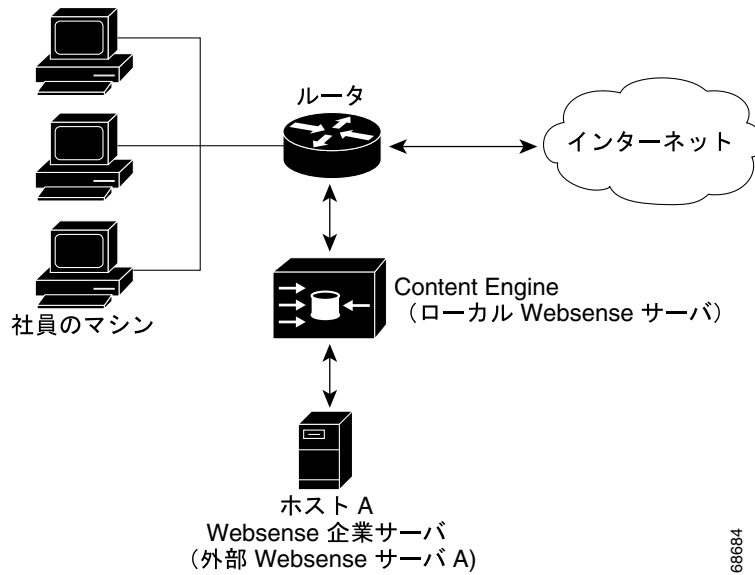 ルータ
インターネット
社員のマシン
Content Engine
（ローカル Websense サーバ）
ホスト A
Websense 企業サーバ
（外部 Websense サーバ A)
68684